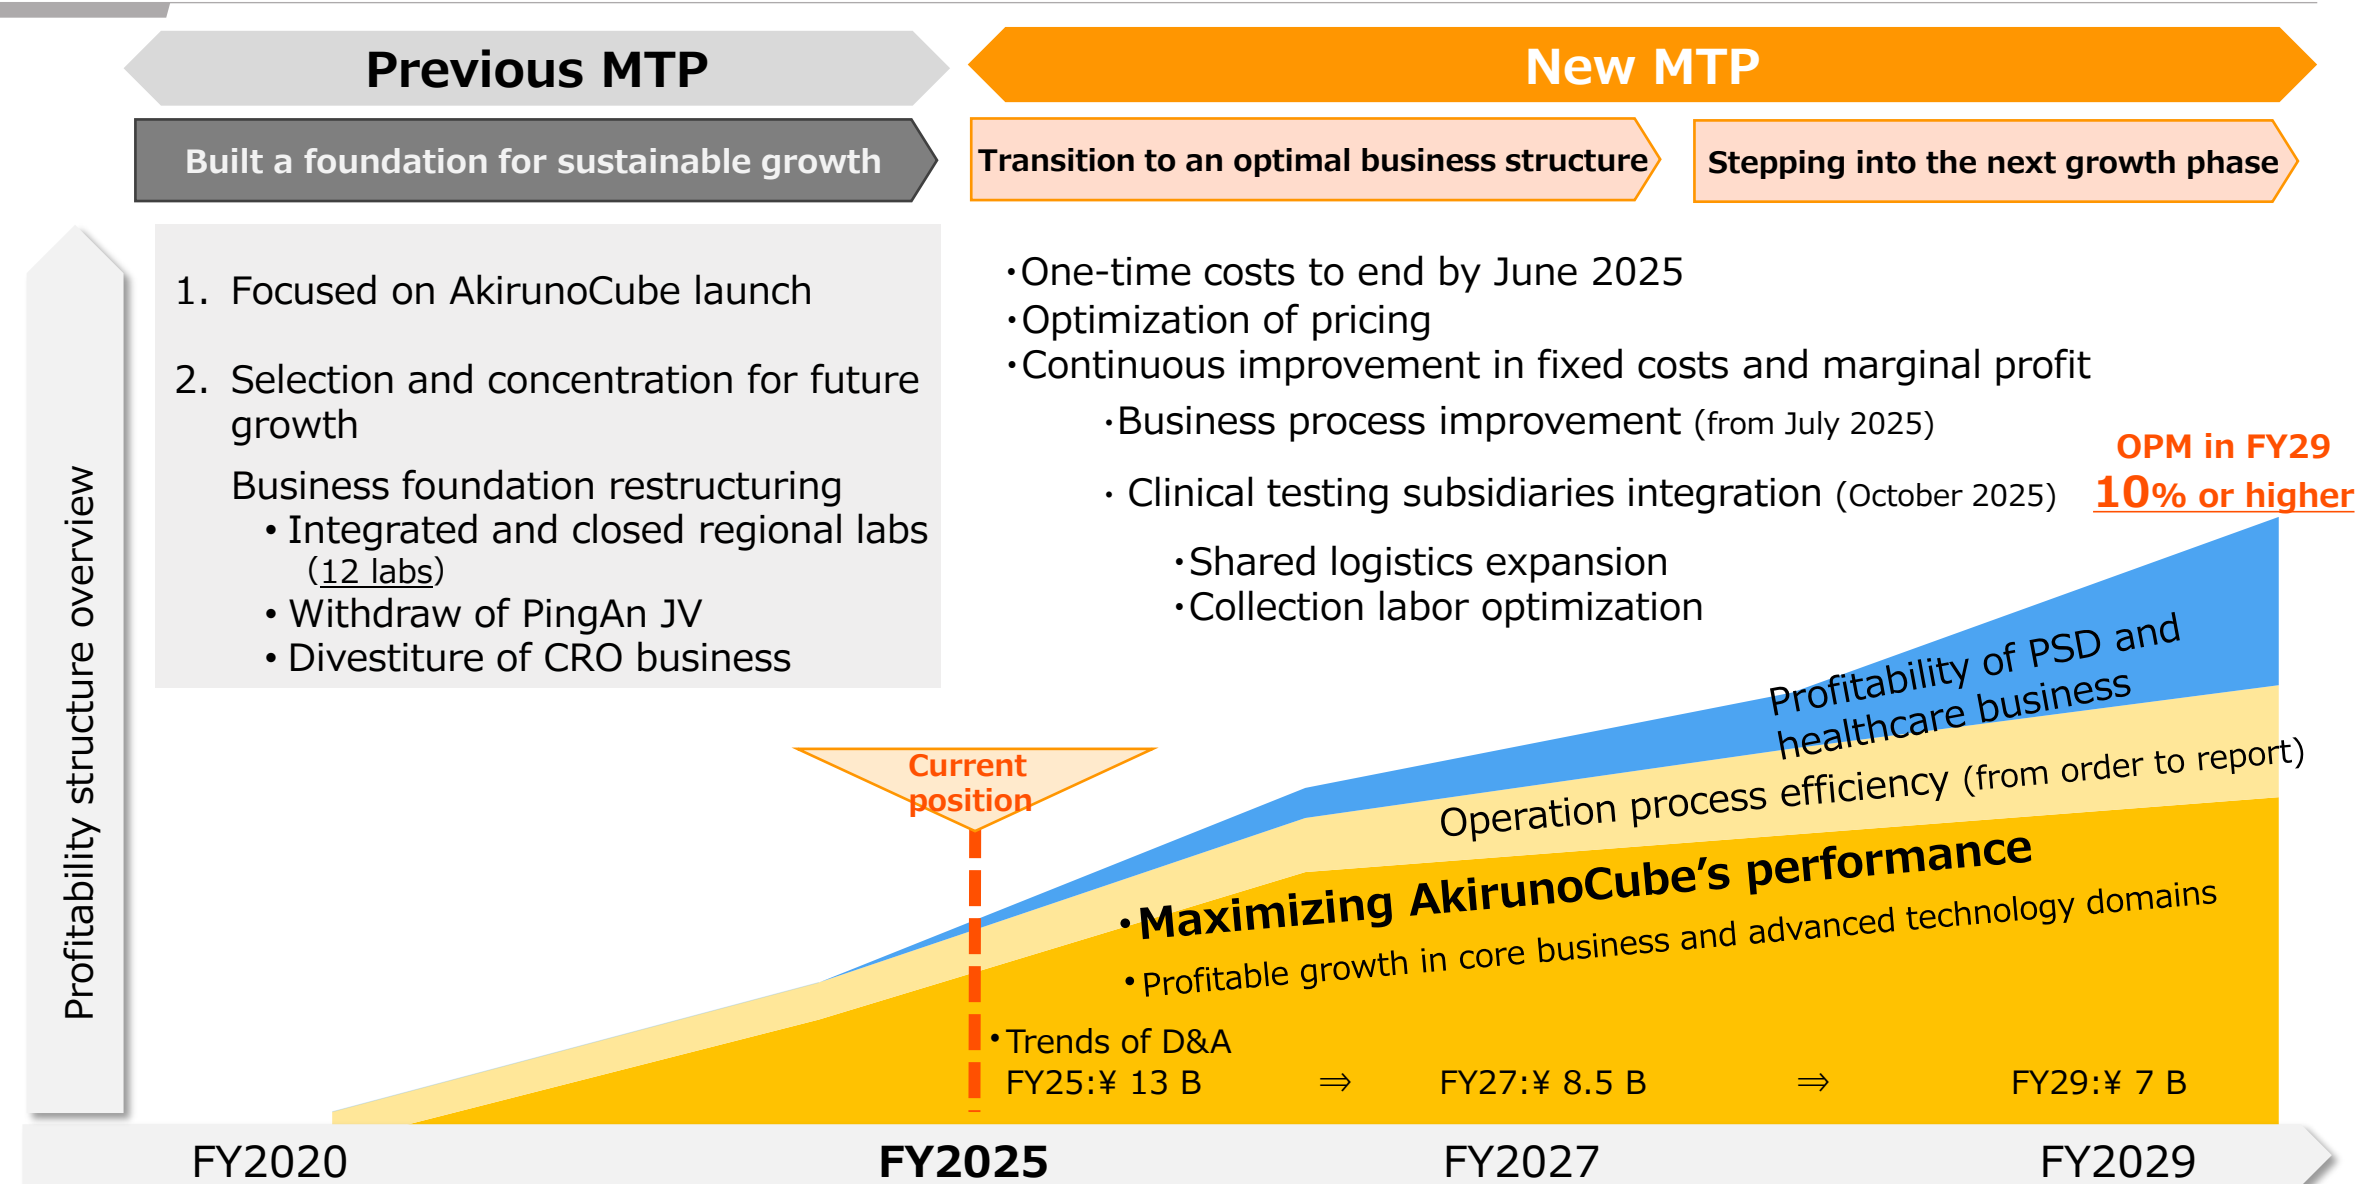 Previous MTP
New MTP
Built a foundation for sustainable growth
Transition to an optimal business structure
Stepping into the next growth phase
Profitability structure overview
1. Focused on AkirunoCube launch
2. Selection and concentration for future
growth
Business foundation restructuring
• Integrated and closed regional labs
（12 labs）
• Withdraw of PingAn JV
• Divestiture of CRO business
・One-time costs to end by June 2025
・Optimization of pricing
・Continuous improvement in fixed costs and marginal profit
・Business process improvement (from July 2025)
・ Clinical testing subsidiaries integration (October 2025)
・Shared logistics expansion
・Collection labor optimization
OPM in FY29
10% or higher
Current
position
Profitability of PSD and
healthcare business
Operation process efficiency (from order to report)
・Maximizing AkirunoCube’s performance
・Profitable growth in core business and advanced technology domains
・Trends of D&A
FY25:¥ 13 B ⇒ FY27:¥ 8.5 B ⇒ FY29:¥ 7 B
FY2020
FY2025
FY2027
FY2029